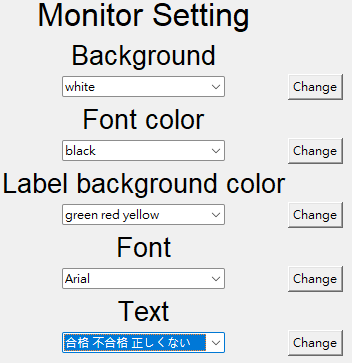 Monitor Setting
Background
white Change
Font color
black Change
Label background color
green red yellow Change
Font
Arial Change
Text
合格 不合格 正しくない Change